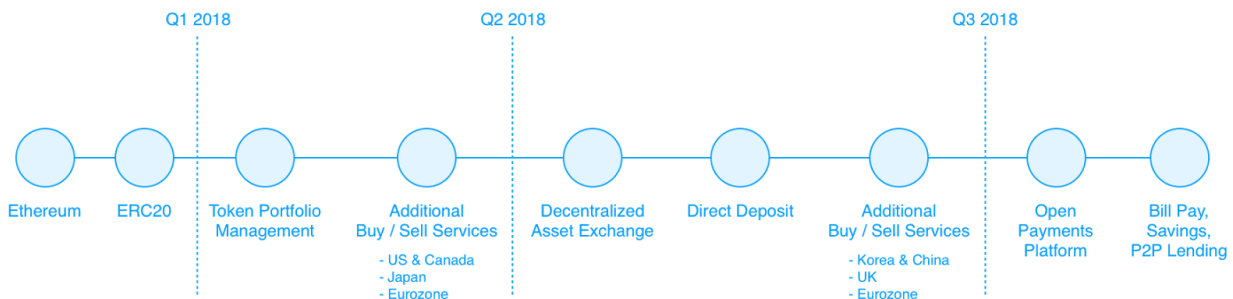 Q1 2018
Q2 2018
Q3 2018
Ethereum
ERC20
Token Portfolio
Management
Additional
Buy / Sell Services
- US & Canada
- Japan
- Eurozone
Decentralized
Asset Exchange
Direct Deposit
Additional
Buy / Sell Services
- Korea & China
- UK
- Eurozone
Open
Payments
Platform
Bill Pay,
Savings,
P2P Lending